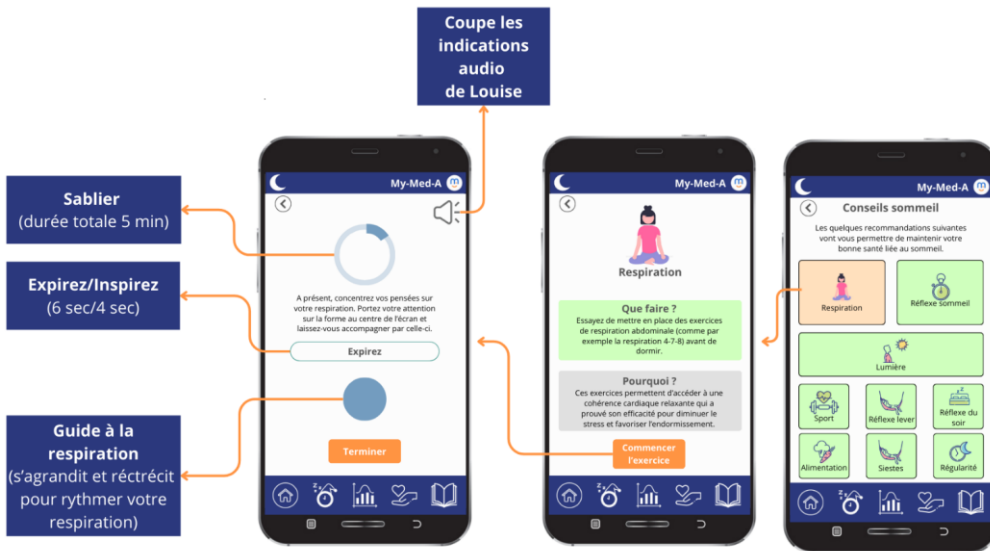 Coupe les
indications
audio
de Louise
Sablier
(durée totale 5 min)
Expirez/Inspirez
(6 sec/4 sec)
Guide à la
respiration
(s'agrandit et réctrécit
pour rythmer votre
respiration)
My-Med-A
A présent, concentrez vos pensées sur
votre respiration. Portez votre attention
sur la forme au centre de l'écran et
laissez-vous accompagner par celle-ci.
Expirez
Terminer
My-Med-A
Respiration
Que faire ?
Essayez de mettre en place des exercices
de respiration abdominale (comme par
exemple la respiration 4-7-8) avant de
dormir.
Pourquoi ?
Ces exercices permettent d'accéder à une
cohérence cardiaque relaxante qui a
prouvé son efficacité pour diminuer le
stress et favoriser l'endormissement.
Commencer
l'exercice
My-Med-A
Conseils sommeil
Les quelques recommandations suivantes
vont vous permettre de maintenir votre
bonne santé liée au sommeil.
Respiration
Réflexe sommeil
Lumière
Sport
Réflexe lever
Réflexe du
soir
Alimentation
Siestes
Régularité